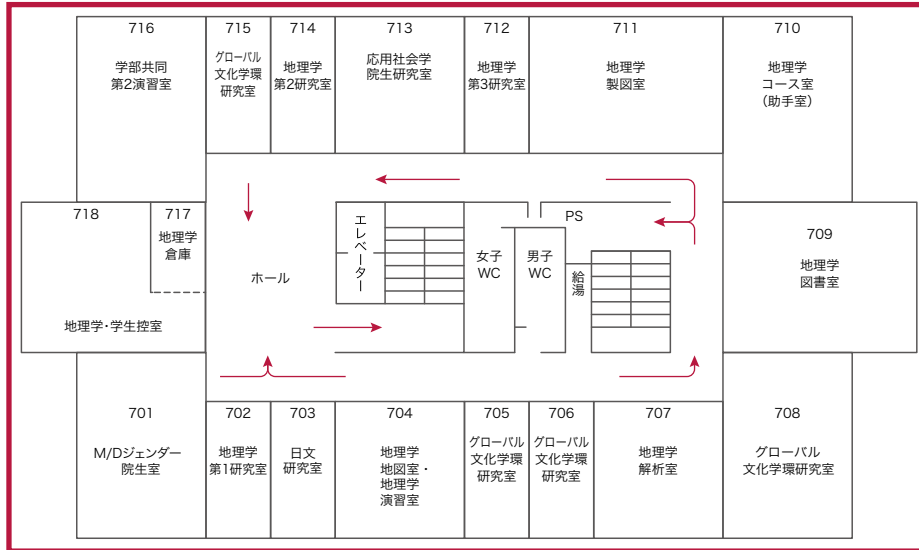 716
学部共同
第2演習室
715
グローバル
文化学環
研究室
714
地理学
第2研究室
713
応用社会学
院生研究室
712
地理学
第3研究室
711
地理学
製図室
710
地理学
コース室
（助手室）
718
地理学・学生控室
717
地理学
倉庫
ホール
エレベーター
女子
WC
男子
WC
PS
給湯
709
地理学
図書室
701
M/Dジェンダー
院生室
702
地理学
第1研究室
703
日文
研究室
704
地理学
地図室・
地理学
演習室
705
グローバル
文化学環
研究室
706
グローバル
文化学環
研究室
707
地理学
解析室
708
グローバル
文化学環研究室